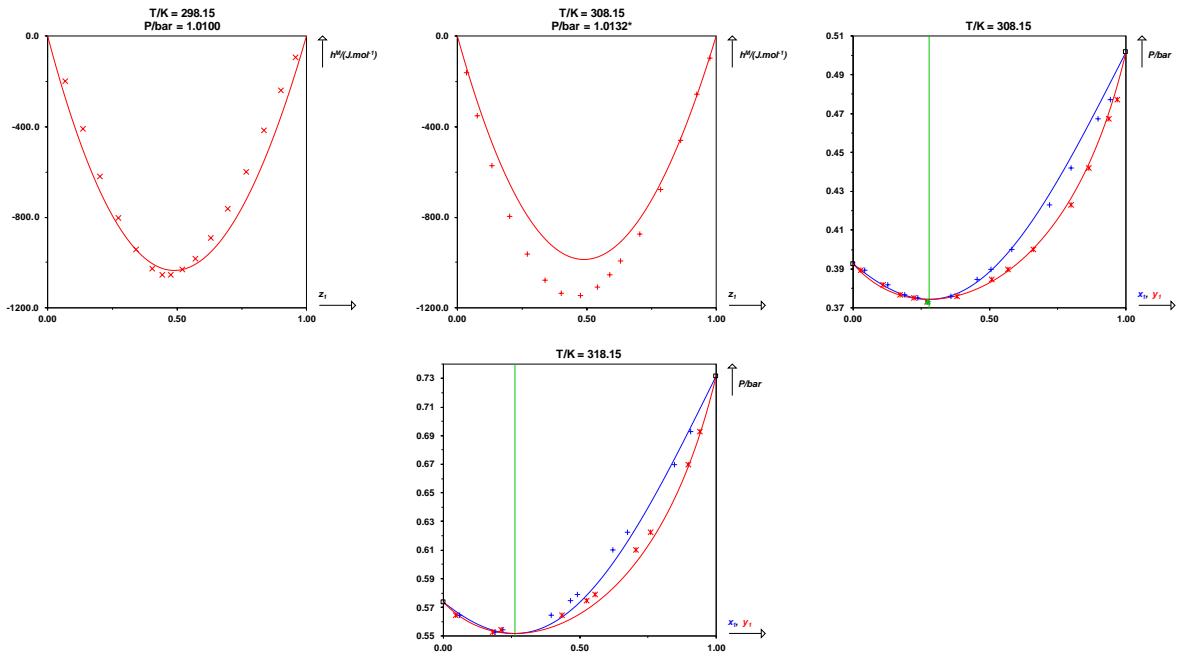 T/K = 298.15
P/bar = 1.0100
0.0
-400.0
-800.0
-1200.0
0.00
0.50
1.00
hᴹ/(J.mol⁻¹)
z₁
T/K = 308.15
P/bar = 1.0132*
0.0
-400.0
-800.0
-1200.0
0.00
0.50
1.00
hᴹ/(J.mol⁻¹)
z₁
T/K = 308.15
0.51
0.49
0.47
0.45
0.43
0.41
0.39
0.37
0.00
0.50
1.00
P/bar
x₁, y₁
T/K = 318.15
0.73
0.71
0.69
0.67
0.65
0.63
0.61
0.59
0.57
0.55
0.00
0.50
1.00
P/bar
x₁, y₁